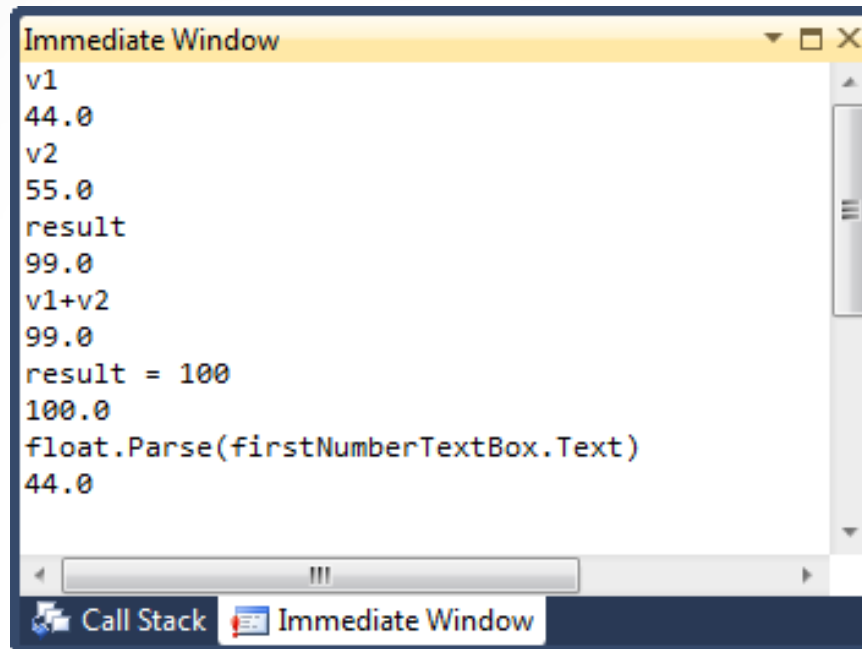 Immediate Window
v1
44.0
v2
55.0
result
99.0
v1+v2
99.0
result = 100
100.0
float.Parse(firstNumberTextBox.Text)
44.0
Call Stack Immediate Window